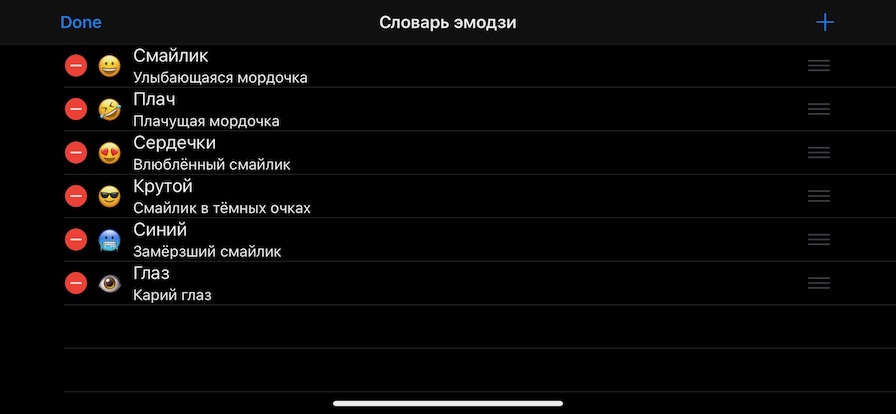 Done
Словарь эмодзи
Смайлик
Улыбающаяся мордочка
Плач
Плачущая мордочка
Сердечки
Влюблённый смайлик
Крутой
Смайлик в тёмных очках
Синий
Замёрзший смайлик
Глаз
Карий глаз